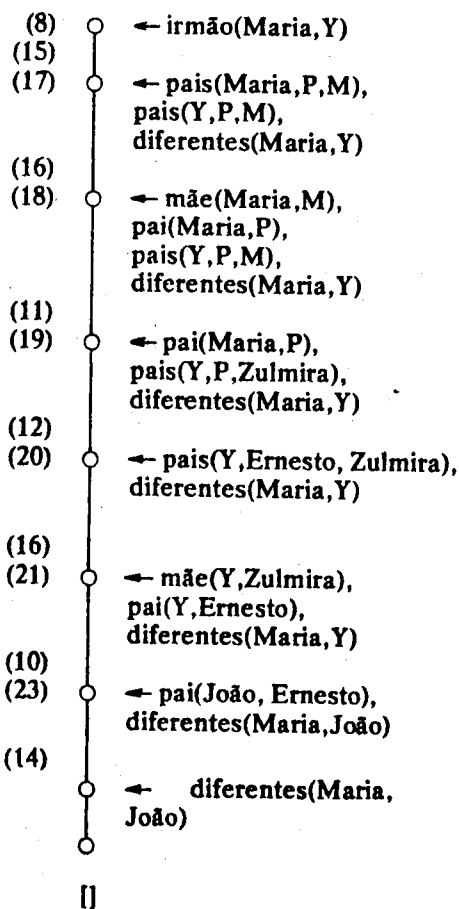 (8) ← irmão(Maria,Y)
(15)
(17) ← pais(Maria,P,M),
pais(Y,P,M),
diferentes(Maria,Y)
(16)
(18) ← mãe(Maria,M),
pai(Maria,P),
pais(Y,P,M),
diferentes(Maria,Y)
(11)
(19) ← pai(Maria,P),
pais(Y,P,Zulmira),
diferentes(Maria,Y)
(12)
(20) ← pais(Y,Ernesto, Zulmira),
diferentes(Maria,Y)
(16)
(21) ← mãe(Y,Zulmira),
pai(Y,Ernesto),
diferentes(Maria,Y)
(10)
(23) ← pai(João, Ernesto),
diferentes(Maria,João)
(14)
← diferentes(Maria,
João)
[]